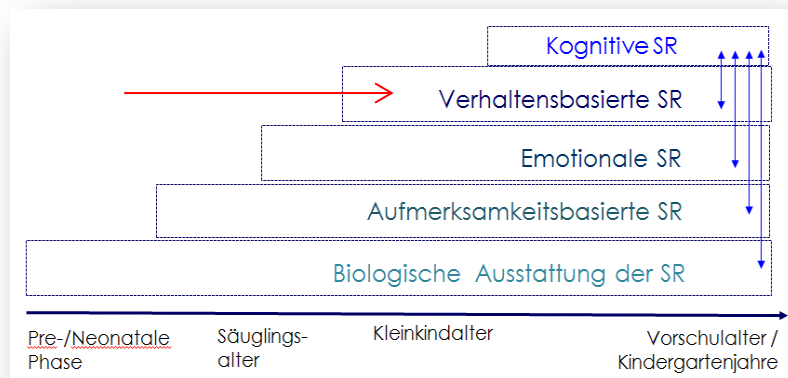 Kognitive SR
Verhaltensbasierte SR
Emotionale SR
Aufmerksamkeitsbasierte SR
Biologische Ausstattung der SR
Pre-/Neonatale
Phase
Säuglings-
alter
Kleinkindalter
Vorschulalter /
Kindergartenjahre